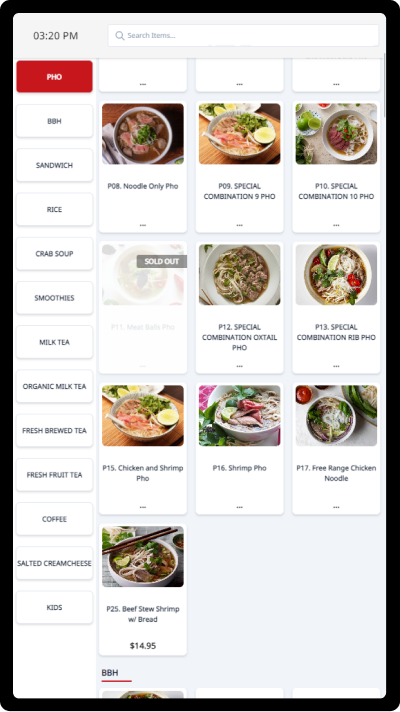 03:20 PM
Search Items...
PHO
BBH
SANDWICH
RICE
CRAB SOUP
SMOOTHIES
MILK TEA
ORGANIC MILK TEA
FRESH BREWED TEA
FRESH FRUIT TEA
COFFEE
SALTED CREAMCHEESE
KIDS
...
...
...
P08. Noodle Only Pho
...
P09. SPECIAL
COMBINATION 9 PHO
...
P10. SPECIAL
COMBINATION 10 PHO
...
SOLD OUT
P11. Meat Balls Pho
...
P12. SPECIAL
COMBINATION OXTAIL
PHO
...
P13. SPECIAL
COMBINATION RIB PHO
...
P15. Chicken and Shrimp
Pho
...
P16. Shrimp Pho
...
P17. Free Range Chicken
Noodle
...
P25. Beef Stew Shrimp
w/ Bread
$14.95
BBH